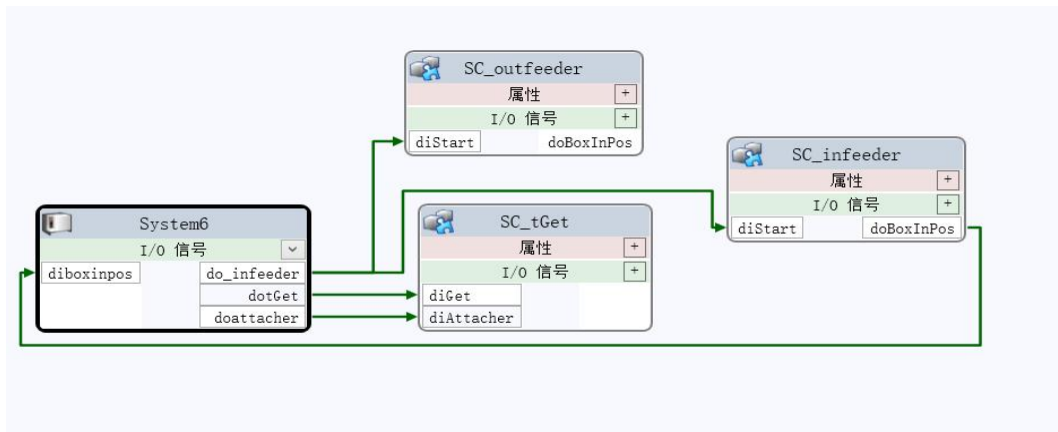 SC_outfeeder
属性
I/O 信号
diStart doBoxInPos
SC_infeeder
属性
I/O 信号
diStart doBoxInPos
System6
I/O 信号
diboxinpos do_infeeder
dotGet
doattacher
SC_tGet
属性
I/O 信号
diGet
diAttacher